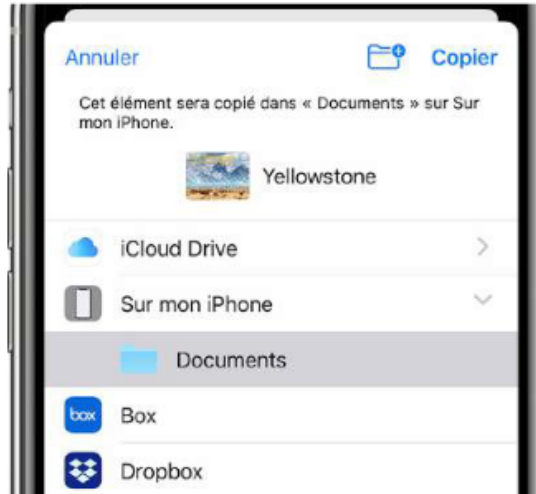 Annuler
Copier
Cet élément sera copié dans « Documents » sur Sur
mon iPhone.
Yellowstone
iCloud Drive
Sur mon iPhone
Documents
box
Box
Dropbox